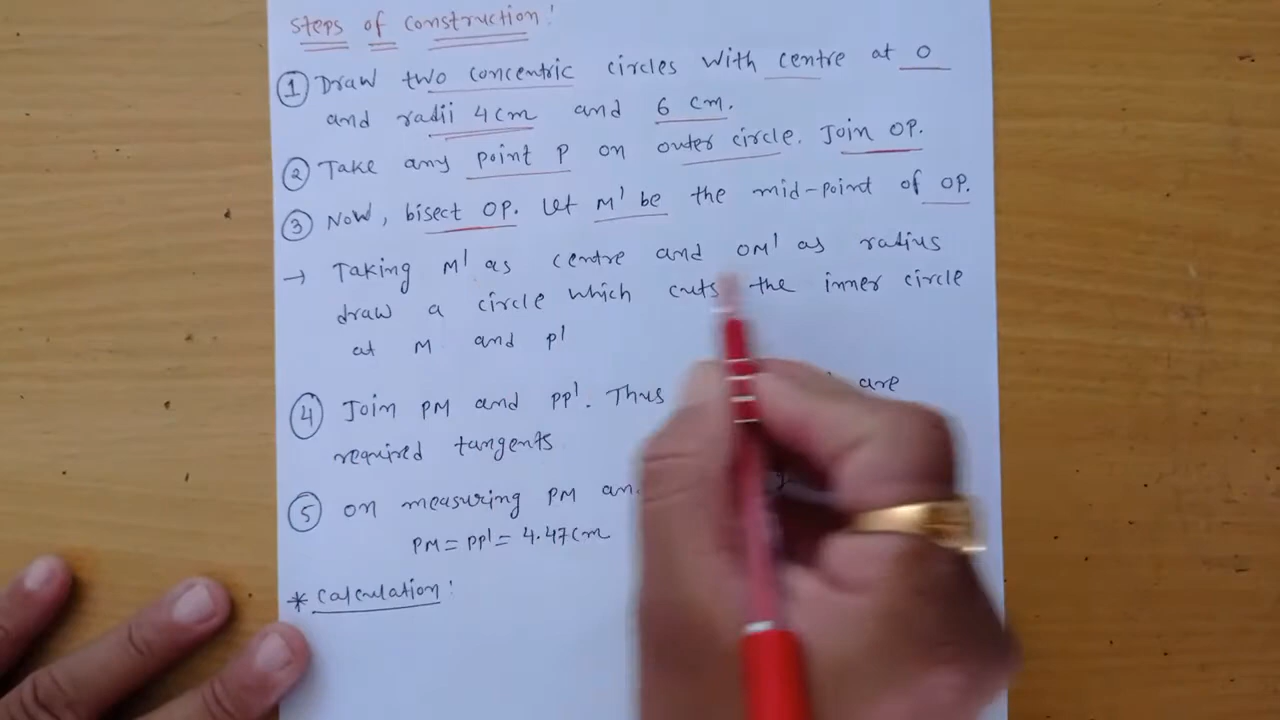 Steps of construction!
① Draw two concentric circles with centre at O
and radii 4cm and 6 cm.
② Take any point P on outer circle. Join OP.
③ Now, bisect OP. Let M' be the mid-point of OP.
→ Taking M' as centre and OM' as radius
draw a circle which cuts the inner circle
at M and P'
④ Join PM and PP'. Thus are
required tangents
⑤ on measuring PM
PM = PP' = 4.47cm
* Calculation: